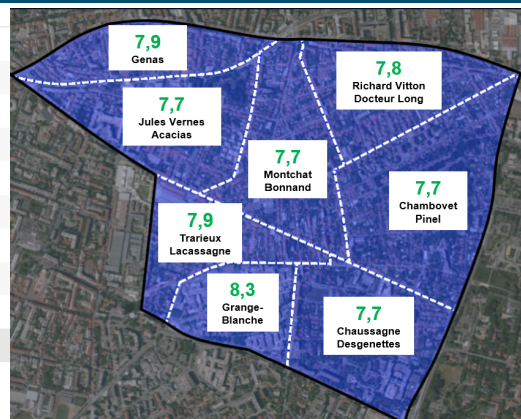 7,9
Genas
7,8
Richard Vitton
Docteur Long
7,7
Jules Vernes
Acacias
7,7
Montchat
Bonnand
7,7
Chambovet
Pinel
7,9
Trarieux
Lacassagne
8,3
Grange-
Blanche
7,7
Chaussagne
Desgenettes